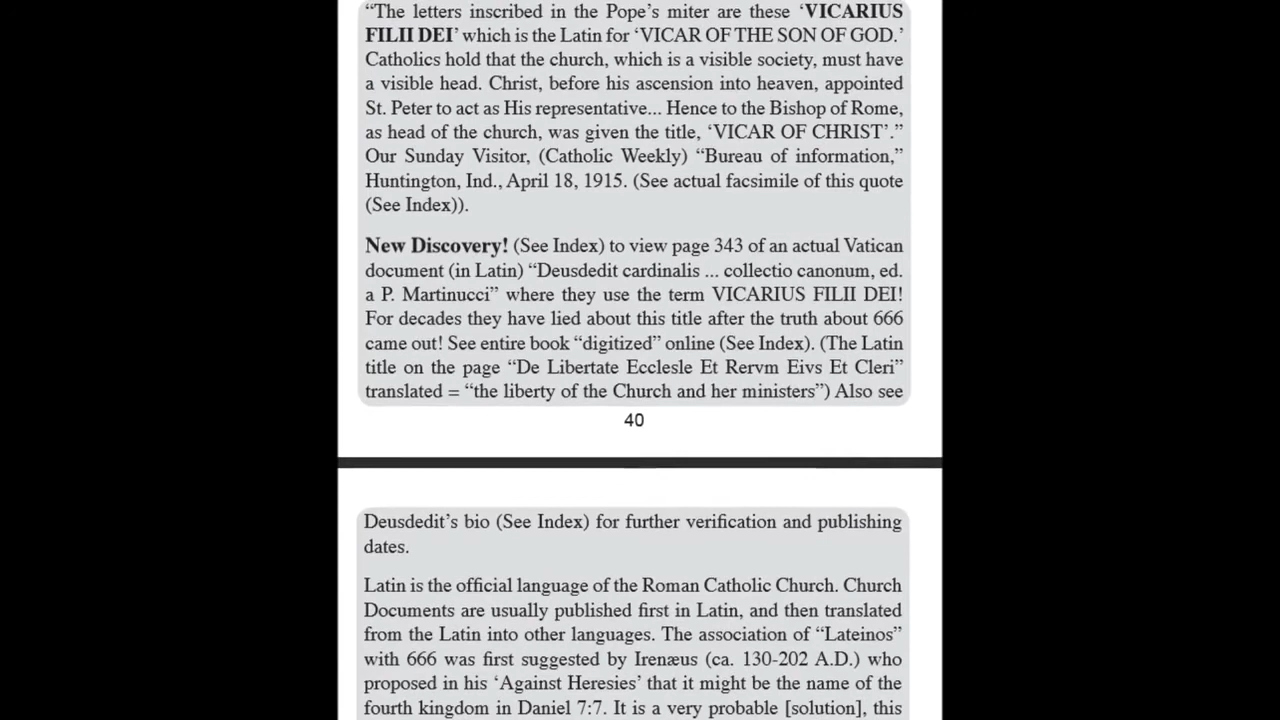 “The letters inscribed in the Pope’s miter are these ‘VICARIUS
FILII DEI’ which is the Latin for ‘VICAR OF THE SON OF GOD.’
Catholics hold that the church, which is a visible society, must have
a visible head. Christ, before his ascension into heaven, appointed
St. Peter to act as His representative... Hence to the Bishop of Rome,
as head of the church, was given the title, ‘VICAR OF CHRIST’.”
Our Sunday Visitor, (Catholic Weekly) “Bureau of information,”
Huntington, Ind., April 18, 1915. (See actual facsimile of this quote
(See Index)).
New Discovery! (See Index) to view page 343 of an actual Vatican
document (in Latin) “Deusdedit cardinalis ... collectio canonum, ed.
a P. Martinucci” where they use the term VICARIUS FILII DEI!
For decades they have lied about this title after the truth about 666
came out! See entire book “digitized” online (See Index). (The Latin
title on the page “De Libertate Ecclesle Et Rervm Eivs Et Cleri”
translated = “the liberty of the Church and her ministers”) Also see
40
Deusdedit’s bio (See Index) for further verification and publishing
dates.
Latin is the official language of the Roman Catholic Church. Church
Documents are usually published first in Latin, and then translated
from the Latin into other languages. The association of “Lateinos”
with 666 was first suggested by Irenæus (ca. 130-202 A.D.) who
proposed in his ‘Against Heresies’ that it might be the name of the
fourth kingdom in Daniel 7:7. It is a very probable [solution], this